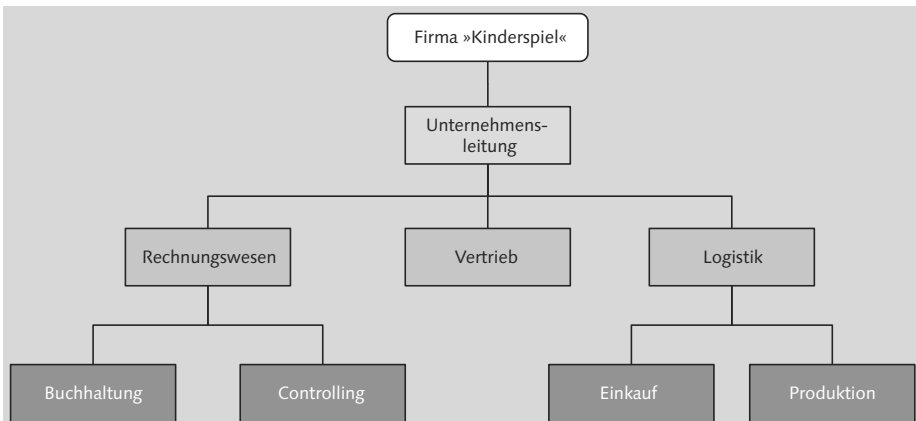 Firma »Kinderspiel«
Unternehmens-
leitung
Rechnungswesen
Vertrieb
Logistik
Buchhaltung
Controlling
Einkauf
Produktion